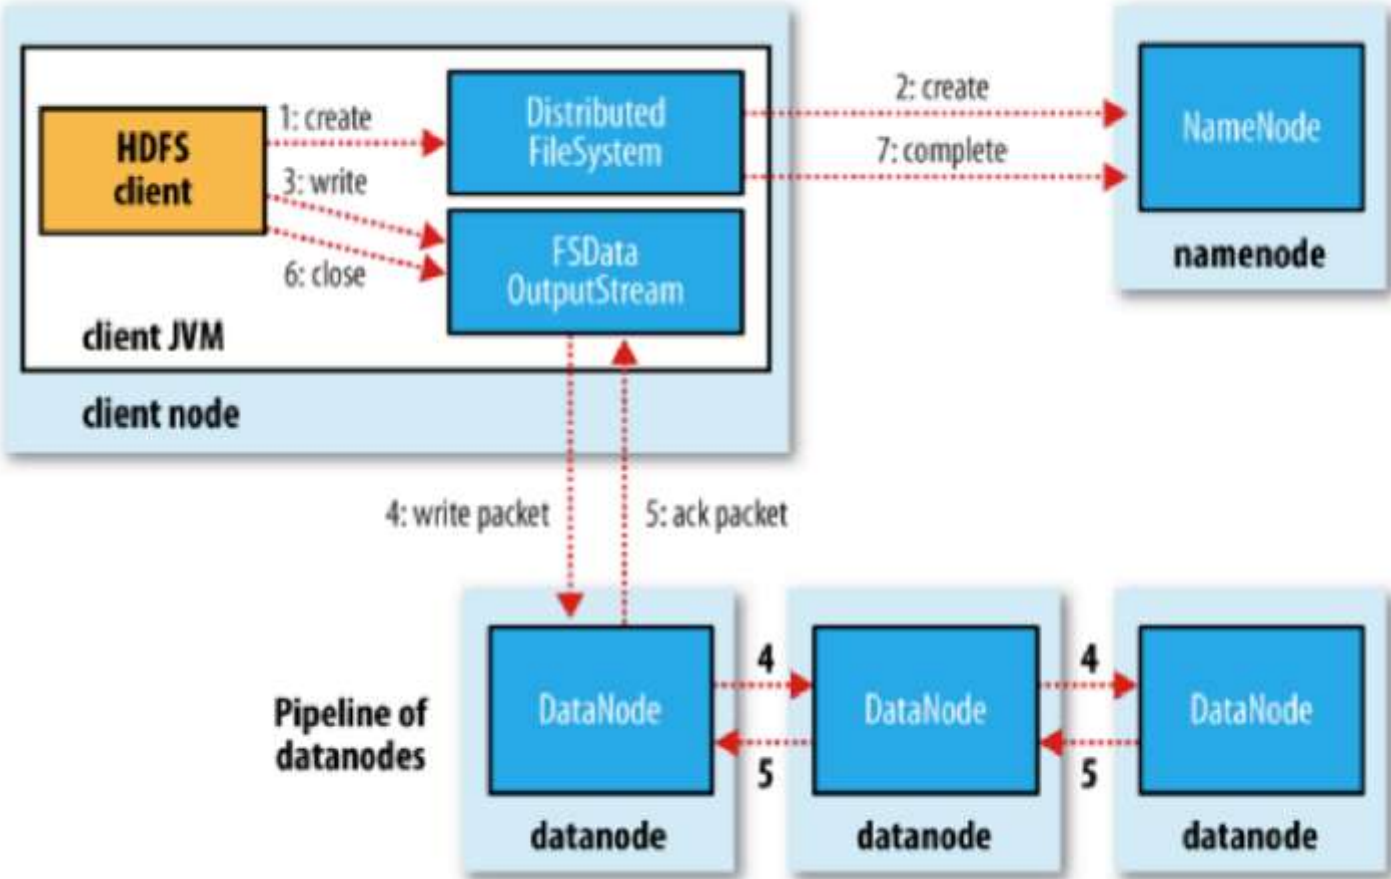 HDFS
client
1: create
3: write
6: close
Distributed
FileSystem
FSData
OutputStream
client JVM
client node
2: create
7: complete
NameNode
namenode
4: write packet
5: ack packet
Pipeline of
datanodes
DataNode
datanode
4
5
DataNode
datanode
4
5
DataNode
datanode